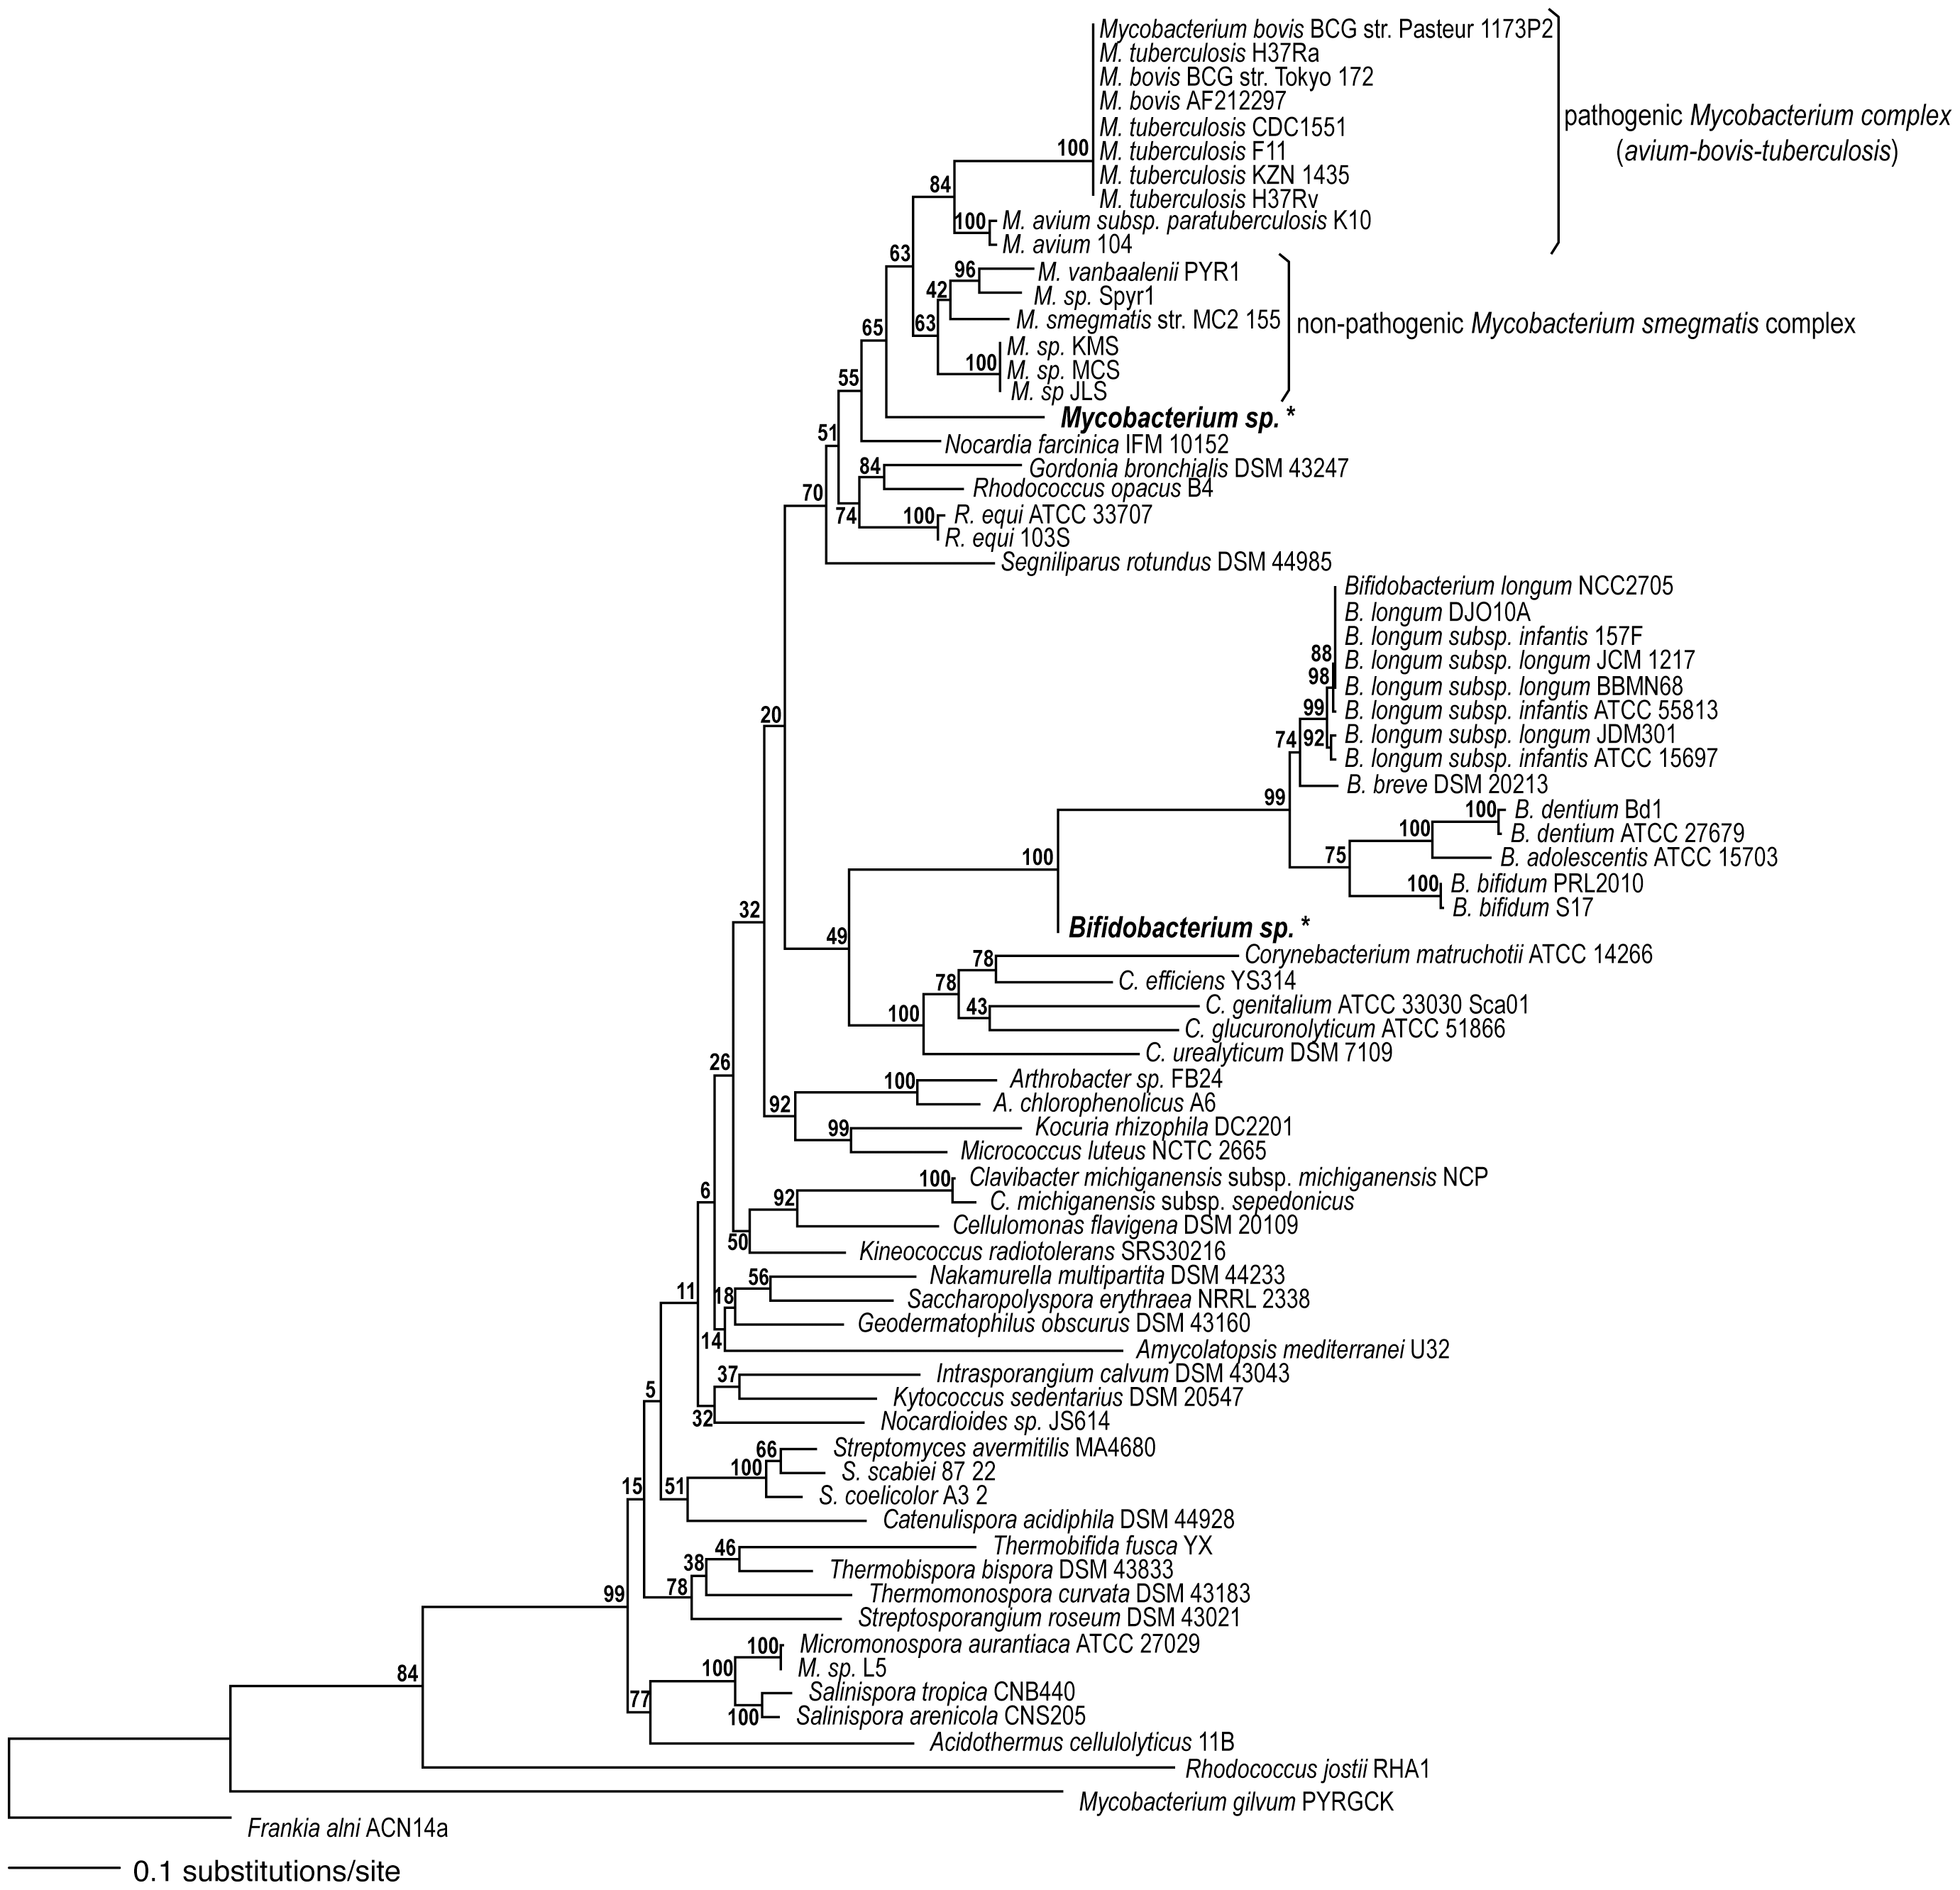 Mycobacterium bovis BCG str. Pasteur 1173P2
M. tuberculosis H37Ra
M. bovis BCG str. Tokyo 172
M. bovis AF212297
pathogenic Mycobacterium complex
(avium-bovis-tuberculosis)
M. tuberculosis CDC1551
100
M. tuberculosis F11
M. tuberculosis KZN 1435
84
M. tuberculosis H37Rv
100
M. avium subsp. paratuberculosis K10
M. avium 104
63
96
M. vanbaalenii PYR1
42
M. sp. Spyr1
65
63
M. smegmatis str. MC2 155
non-pathogenic Mycobacterium smegmatis complex
M. sp. KMS
100
M. sp. MCS
55
M. sp JLS
Mycobacterium sp. *
51
Nocardia farcinica IFM 10152
84
Gordonia bronchialis DSM 43247
70
Rhodococcus opacus B4
74
100
R. equi ATCC 33707
R. equi 103S
Segniliparus rotundus DSM 44985
Bifidobacterium longum NCC2705
B. longum DJO10A
B. longum subsp. infantis 157F
88
B. longum subsp. longum JCM 1217
98
B. longum subsp. longum BBMN68
99
B. longum subsp. infantis ATCC 55813
20
74
92
B. longum subsp. longum JDM301
B. longum subsp. infantis ATCC 15697
B. breve DSM 20213
99
100
B. dentium Bd1
100
B. dentium ATCC 27679
100
75
B. adolescentis ATCC 15703
100
B. bifidum PRL2010
B. bifidum S17
32
49
Bifidobacterium sp. *
78
Corynebacterium matruchotii ATCC 14266
78
C. efficiens YS314
100
43
C. genitalium ATCC 33030 Sca01
C. glucuronolyticum ATCC 51866
C. urealyticum DSM 7109
26
100
Arthrobacter sp. FB24
92
A. chlorophenolicus A6
99
Kocuria rhizophila DC2201
Micrococcus luteus NCTC 2665
6
100
Clavibacter michiganensis subsp. michiganensis NCP
92
C. michiganensis subsp. sepedonicus
50
Cellulomonas flavigena DSM 20109
Kineococcus radiotolerans SRS30216
11
18
56
Nakamurella multipartita DSM 44233
Saccharopolyspora erythraea NRRL 2338
14
Geodermatophilus obscurus DSM 43160
Amycolatopsis mediterranei U32
5
37
Intrasporangium calvum DSM 43043
32
Kytococcus sedentarius DSM 20547
Nocardioides sp. JS614
66
Streptomyces avermitilis MA4680
100
S. scabiei 87 22
15
51
S. coelicolor A3 2
Catenulispora acidiphila DSM 44928
46
Thermobifida fusca YX
38
Thermobispora bispora DSM 43833
99
78
Thermomonospora curvata DSM 43183
Streptosporangium roseum DSM 43021
100
Micromonospora aurantiaca ATCC 27029
84
100
M. sp. L5
77
Salinispora tropica CNB440
100
Salinispora arenicola CNS205
Acidothermus cellulolyticus 11B
Rhodococcus jostii RHA1
Mycobacterium gilvum PYRGCK
Frankia alni ACN14a
0.1 substitutions/site